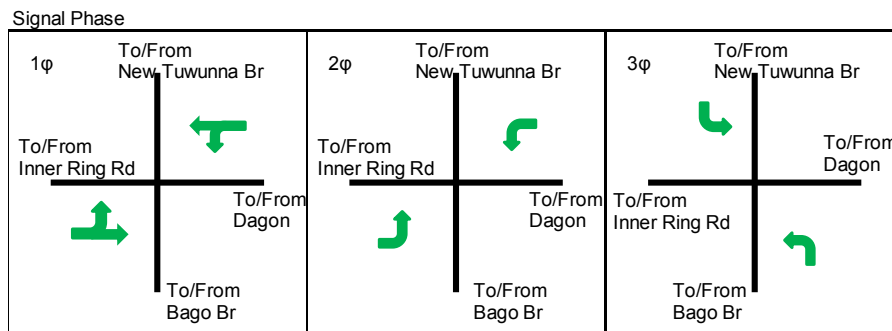 Signal Phase
1φ
To/From
New Tuwunna Br
To/From
Inner Ring Rd
To/From
Dagon
To/From
Bago Br
2φ
To/From
New Tuwunna Br
To/From
Inner Ring Rd
To/From
Dagon
To/From
Bago Br
3φ
To/From
New Tuwunna Br
To/From
Dagon
To/From
Inner Ring Rd
To/From
Bago Br